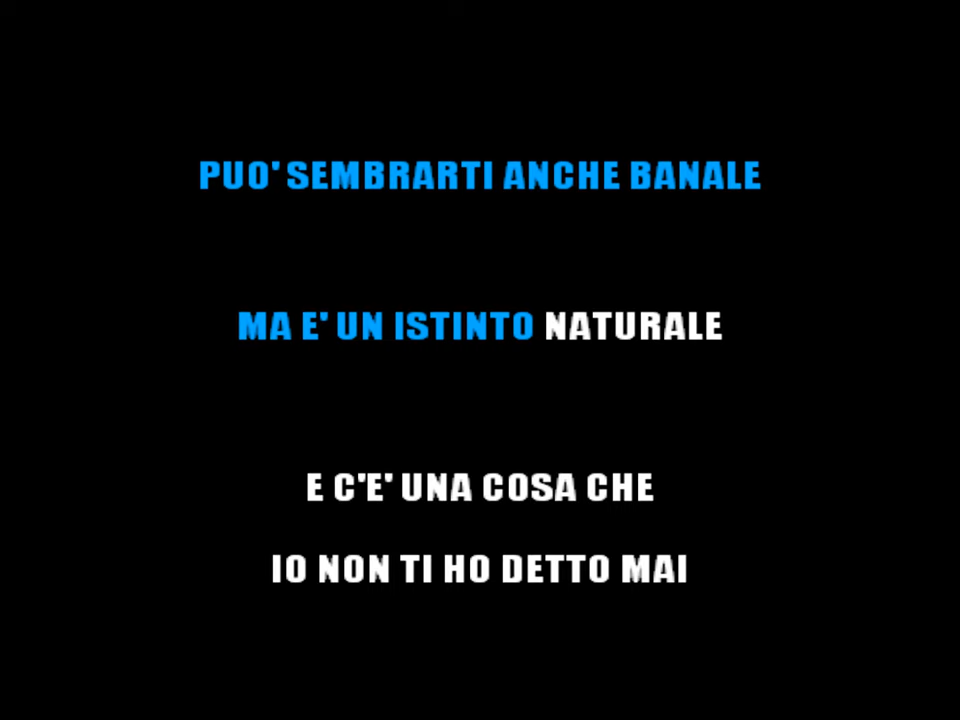 PUO' SEMBRARTI ANCHE BANALE
MA E' UN ISTINTO NATURALE
E C'E' UNA COSA CHE
IO NON TI HO DETTO MAI